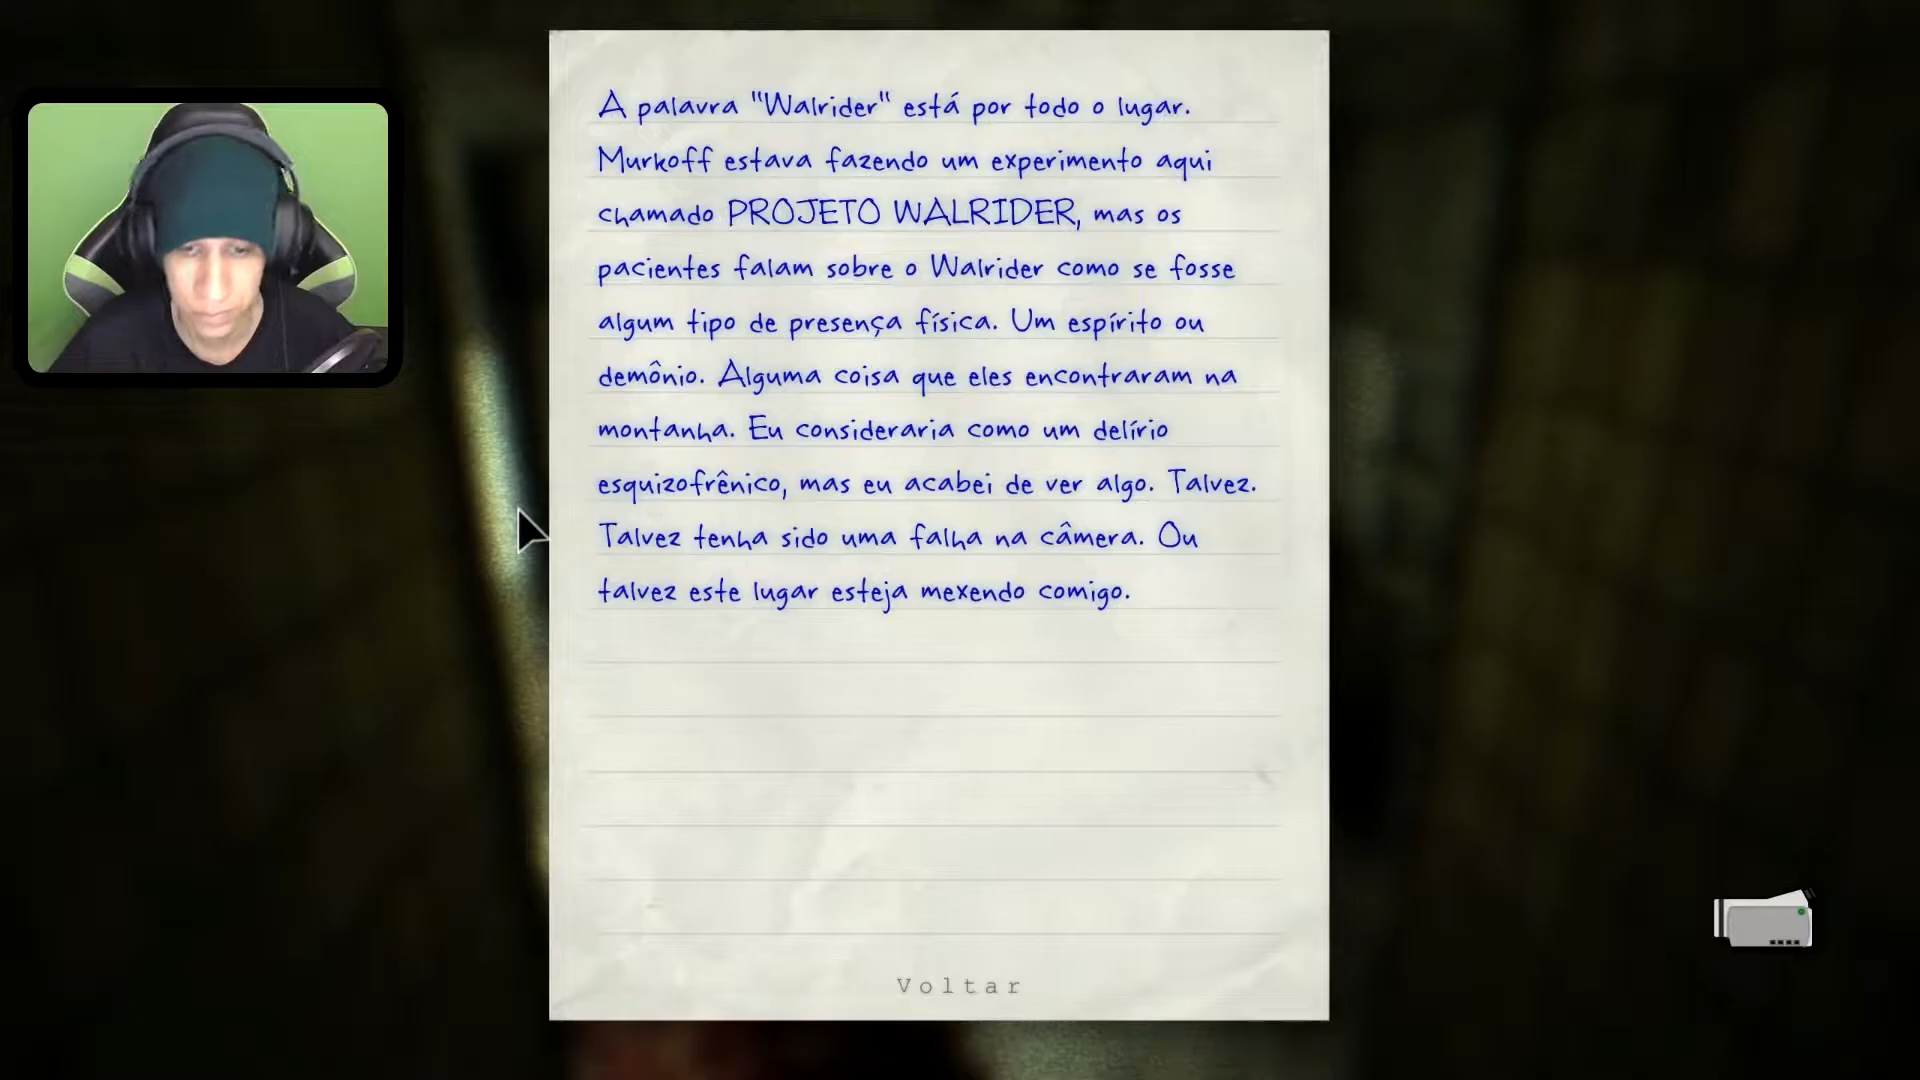 A palavra "Walrider" está por todo o lugar.
Murkoff estava fazendo um experimento aqui
chamado PROJETO WALRIDER, mas os
pacientes falam sobre o Walrider como se fosse
algum tipo de presença física. Um espírito ou
demônio. Alguma coisa que eles encontraram na
montanha. Eu consideraria como um delírio
esquizofrênico, mas eu acabei de ver algo. Talvez.
Talvez tenha sido uma falha na câmera. Ou
talvez este lugar esteja mexendo comigo.
Voltar